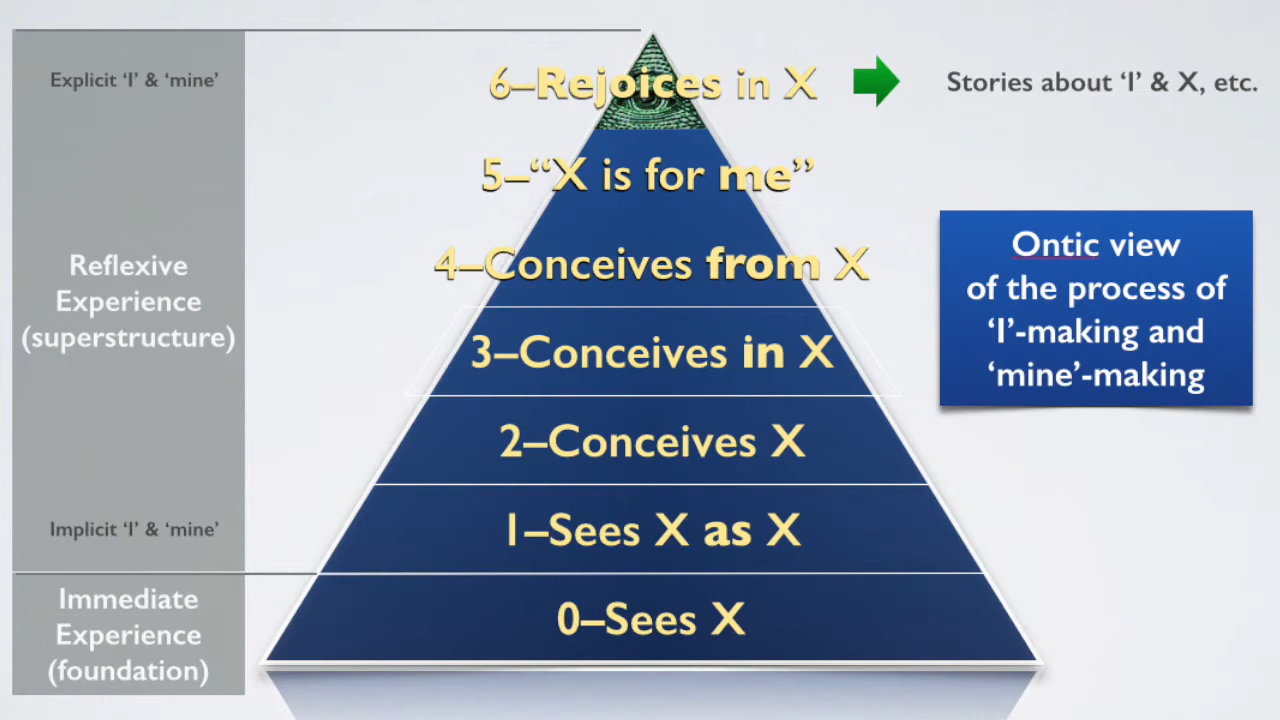 Explicit ‘I’ & ‘mine’
6–Rejoices in X
Stories about ‘I’ & X, etc.
5–“X is for me”
4–Conceives from X
Reflexive
Experience
(superstructure)
Ontic view
of the process of
‘I’-making and
‘mine’-making
3–Conceives in X
2–Conceives X
Implicit ‘I’ & ‘mine’
1–Sees X as X
Immediate
Experience
(foundation)
0–Sees X